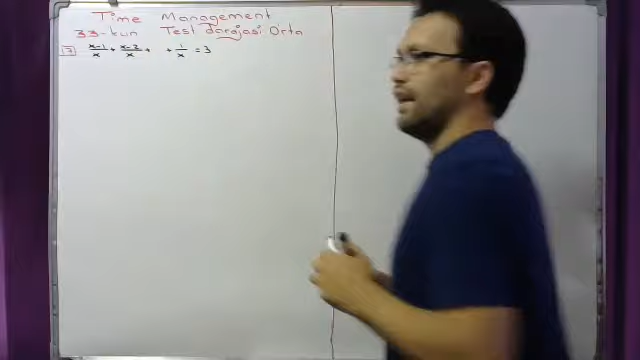 Time Management
33-kun Test darajasi Orta
7 x-1/x + x-2/x + + 1/x = 3